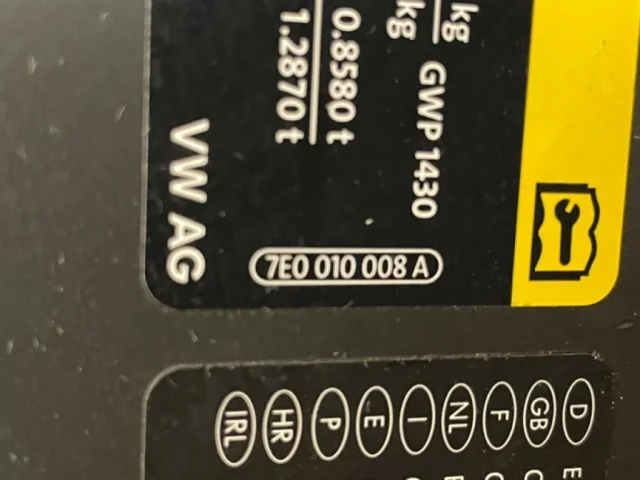 kg
kg GWP 1430
0.8580 t
1.2870 t
VW AG
7E0 010 008 A
D
GB
F
NL
I
E
P
HR
IRL